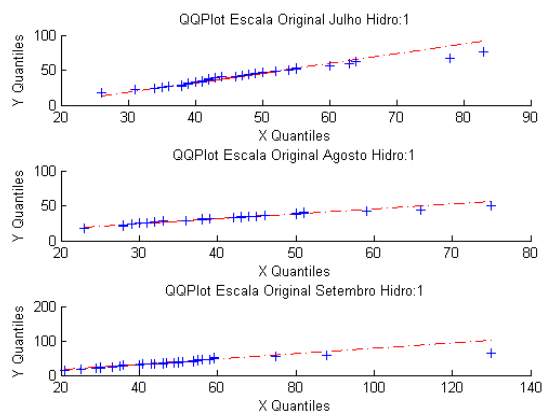 QQPlot Escala Original Julho Hidro:1
100
50
0
Y Quantiles
20 30 40 50 60 70 80 90
X Quantiles
QQPlot Escala Original Agosto Hidro:1
100
50
0
Y Quantiles
20 30 40 50 60 70 80
X Quantiles
QQPlot Escala Original Setembro Hidro:1
200
100
0
Y Quantiles
20 40 60 80 100 120 140
X Quantiles